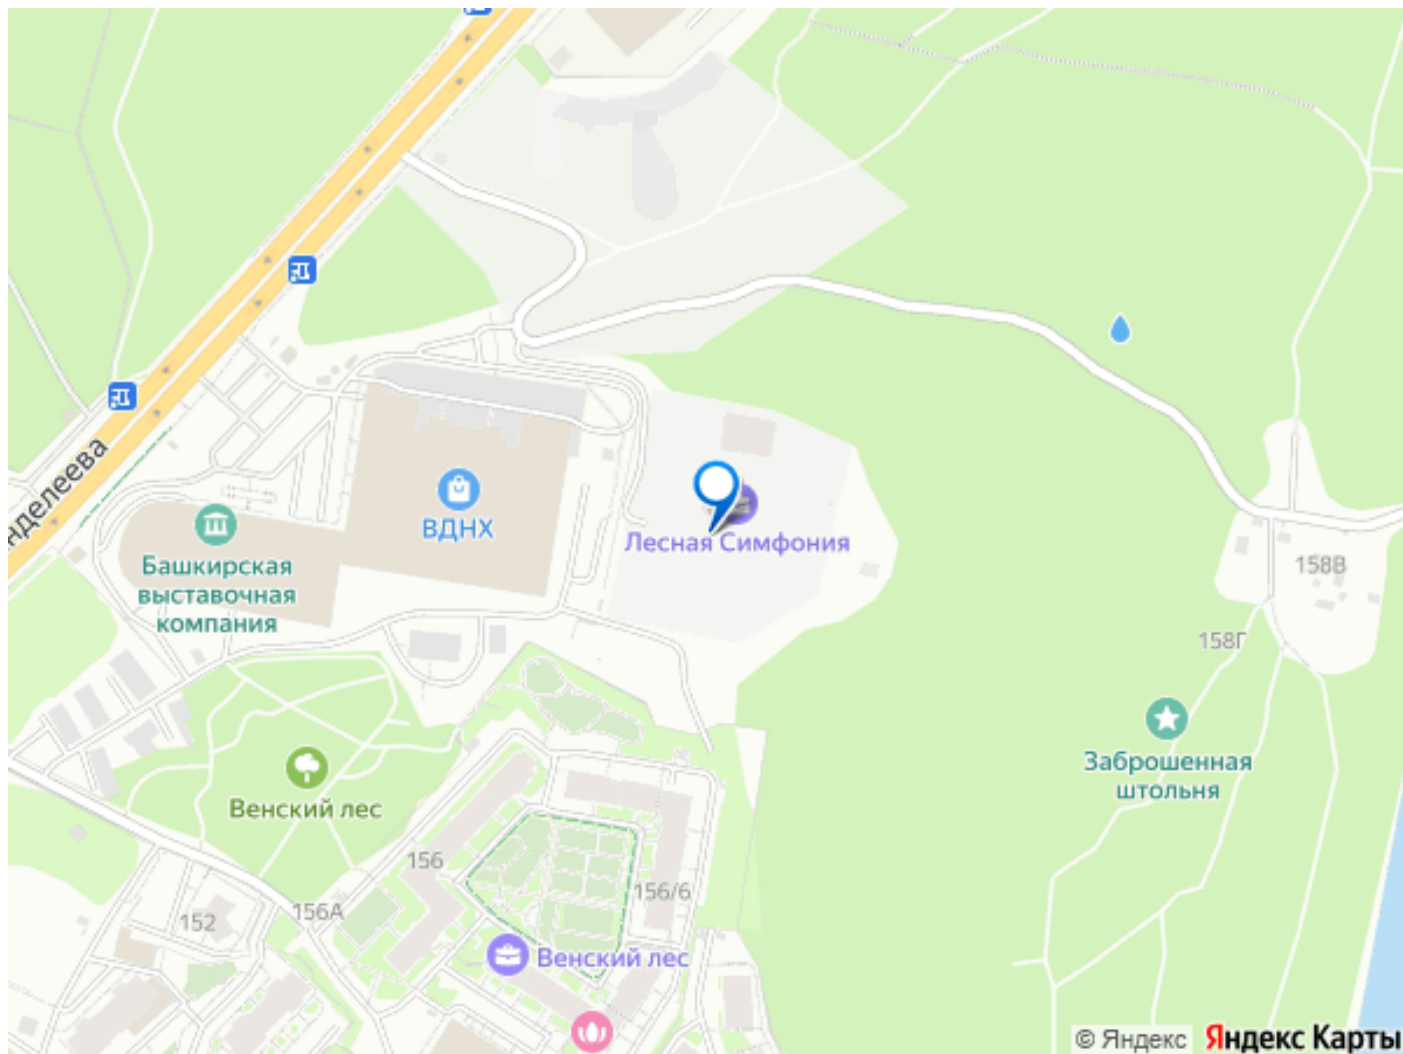 нделеева
ВДНХ
Башкирская
выставочная
компания
Лесная Симфония
158В
158Г
Заброшенная
штольня
Венский лес
156
156/6
156А
152
Венский лес
© Яндекс Яндекс Карты